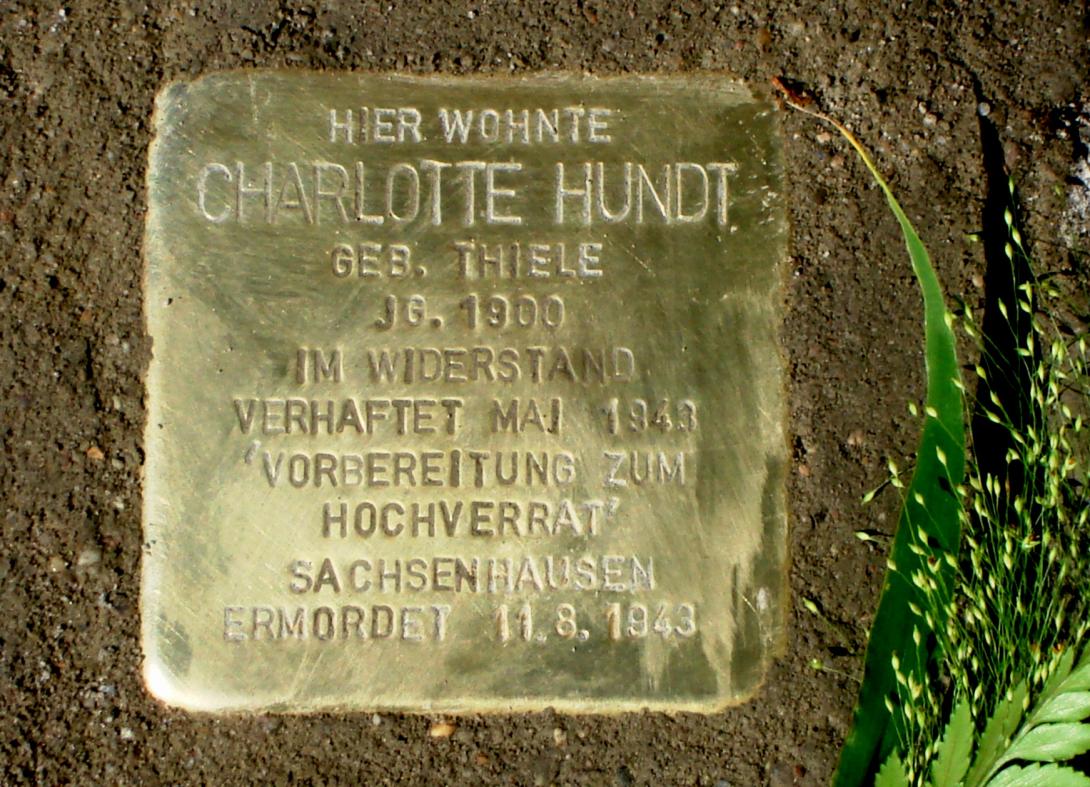 HIER WOHNTE
CHARLOTTE HUNDT
GEB. THIELE
JG. 1900
IM WIDERSTAND
VERHAFTET MAI 1943
'VORBEREITUNG ZUM
HOCHVERRAT'
SACHSENHAUSEN
ERMORDET 11.8.1943